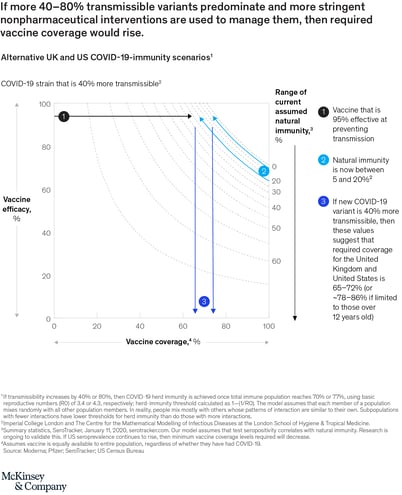 If more 40–80% transmissible variants predominate and more stringent
nonpharmaceutical interventions are used to manage them, then required
vaccine coverage would rise.
Alternative UK and US COVID-19-immunity scenarios¹
COVID-19 strain that is 40% more transmissible²
Vaccine
efficacy,
%
100
80
60
40
20
0
0
20
40
60
80
100
Vaccine coverage,⁴ %
Range of
current
assumed
natural
immunity,³
%
0
20
30
40
50
60
1
2
3
1
Vaccine that is
95% effective at
preventing
transmission
2
Natural immunity
is now between
5 and 20%²
3
If new COVID-19
variant is 40% more
transmissible, then
these values
suggest that
required coverage
for the United
Kingdom and
United States is
65–72% (or
~78–86% if limited
to those over
12 years old)
¹If transmissibility increases by 40% or 80%, then COVID-19 herd immunity is achieved once total immune population reaches 70% or 77%, using basic
reproductive numbers (R0) of 3.4 or 4.3, respectively; herd-immunity threshold calculated as 1–(1/R0). The model assumes that each member of a population
mixes randomly with all other population members. In reality, people mix mostly with others whose patterns of interaction are similar to their own. Subpopulations
with fewer interactions have lower thresholds for herd immunity than do those with more interactions.
²Imperial College London and The Centre for the Mathematical Modelling of Infectious Diseases at the London School of Hygiene & Tropical Medicine.
³Summary statistics, SeroTracker, January 11, 2020, serotracker.com. Our model assumes that test seropositivity correlates with natural immunity. Research
is ongoing to validate this. If US seroprevalence continues to rise, then minimum vaccine coverage levels required will decrease.
⁴Assumes vaccine is equally available to entire population, regardless of whether they have had COVID-19.
Source: Moderna; Pfizer; SeroTracker; US Census Bureau
McKinsey
& Company